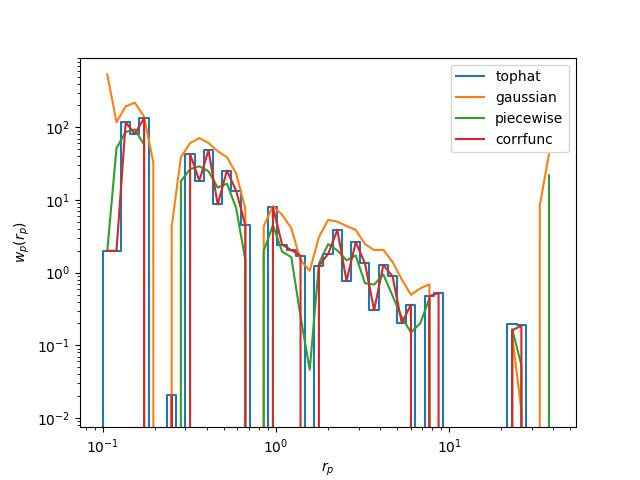 tophat
gaussian
piecewise
corrfunc
10²
10¹
10⁰
10⁻¹
10⁻²
wₚ(rₚ)
10⁻¹
10⁰
10¹
rₚ